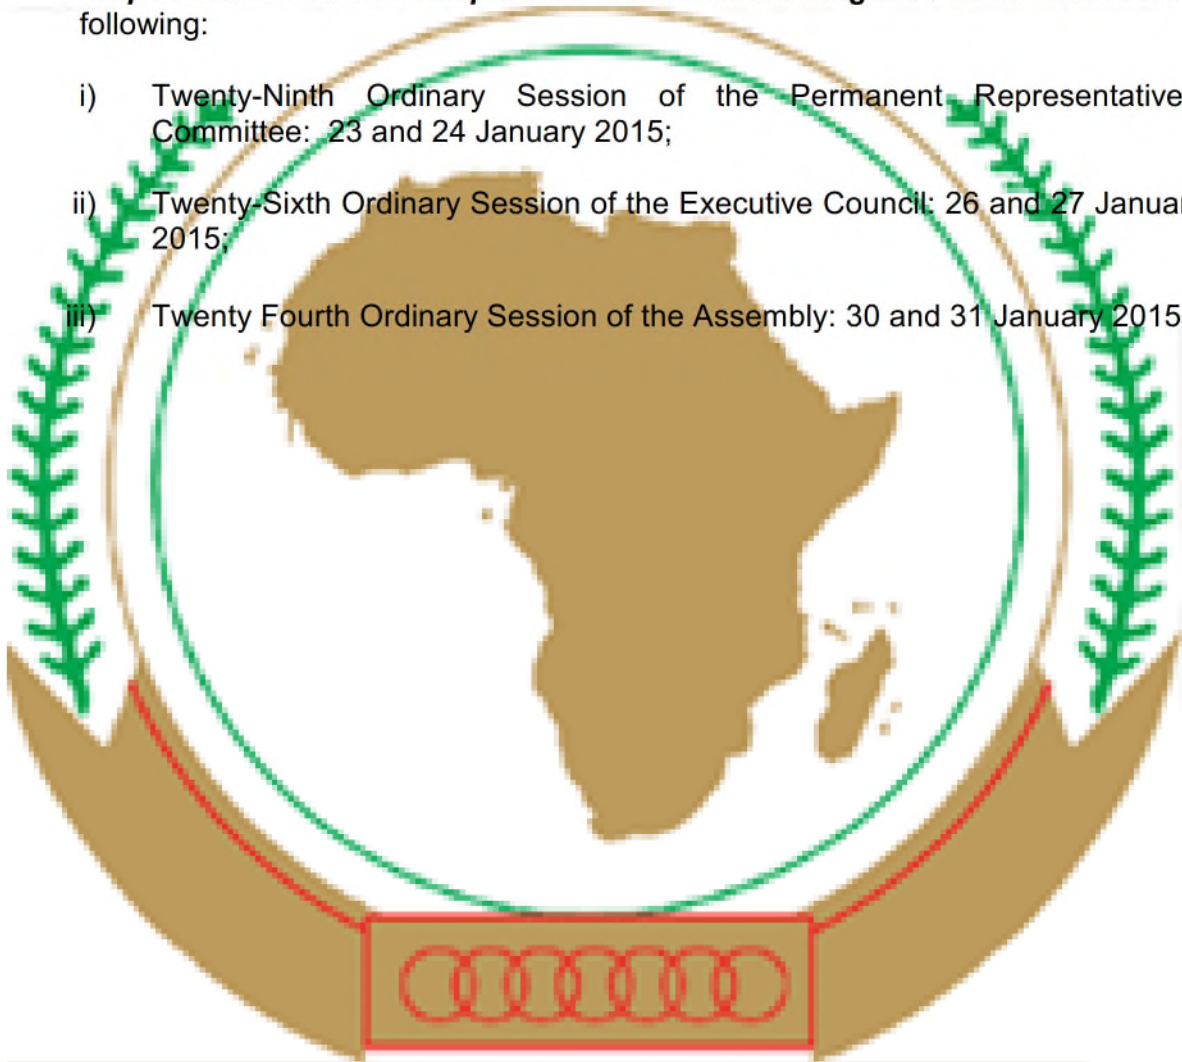 following:
i) Twenty-Ninth Ordinary Session of the Permanent Representative
Committee: 23 and 24 January 2015;
ii) Twenty-Sixth Ordinary Session of the Executive Council: 26 and 27 Januar
2015;
iii) Twenty Fourth Ordinary Session of the Assembly: 30 and 31 January 2015